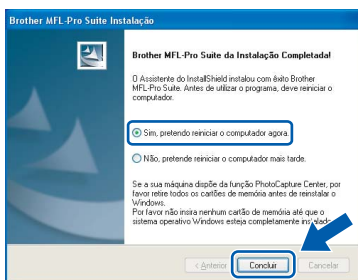 Brother MFL-Pro Suite Instalação
Brother MFL-Pro Suite da Instalação Completada!
O Assistente do InstallShield instalou com êxito Brother
MFL-Pro Suite. Antes de utilizar o programa, deve reiniciar o
computador.
Sim, pretendo reiniciar o computador agora.
Não, pretende reiniciar o computador mais tarde.
Se a sua máquina dispõe da função PhotoCapture Center, por
favor retire todos os cartões de memória antes de reinstalar o
Windows.
Por favor não insira nenhum cartão de memória até que o
sistema operativo Windows esteja completamente instalado.
< Anterior Concluir Cancelar